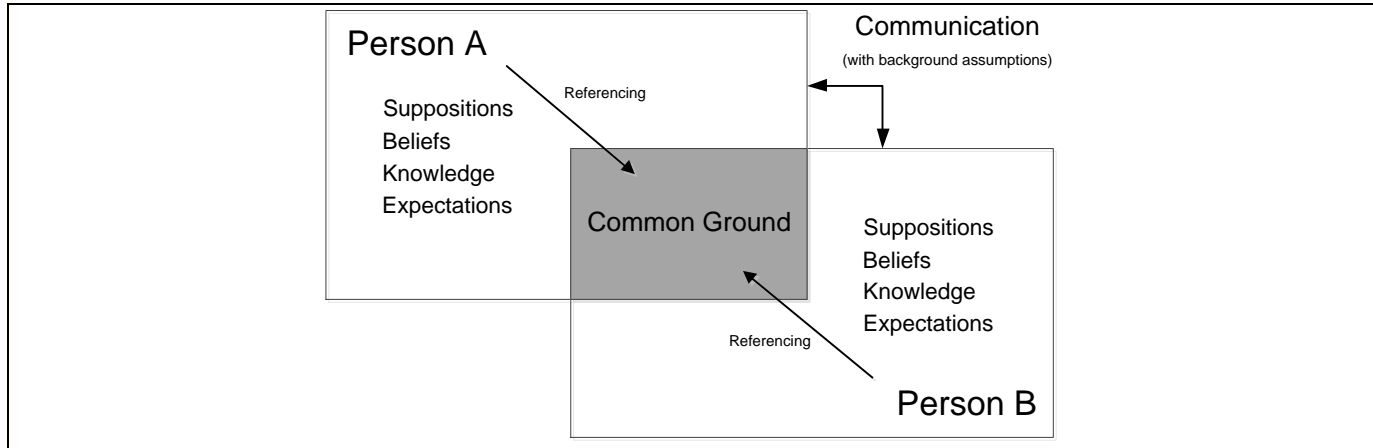 Person A
Communication
(with background assumptions)
Referencing
Suppositions
Beliefs
Knowledge
Expectations
Common Ground
Suppositions
Beliefs
Knowledge
Expectations
Referencing
Person B